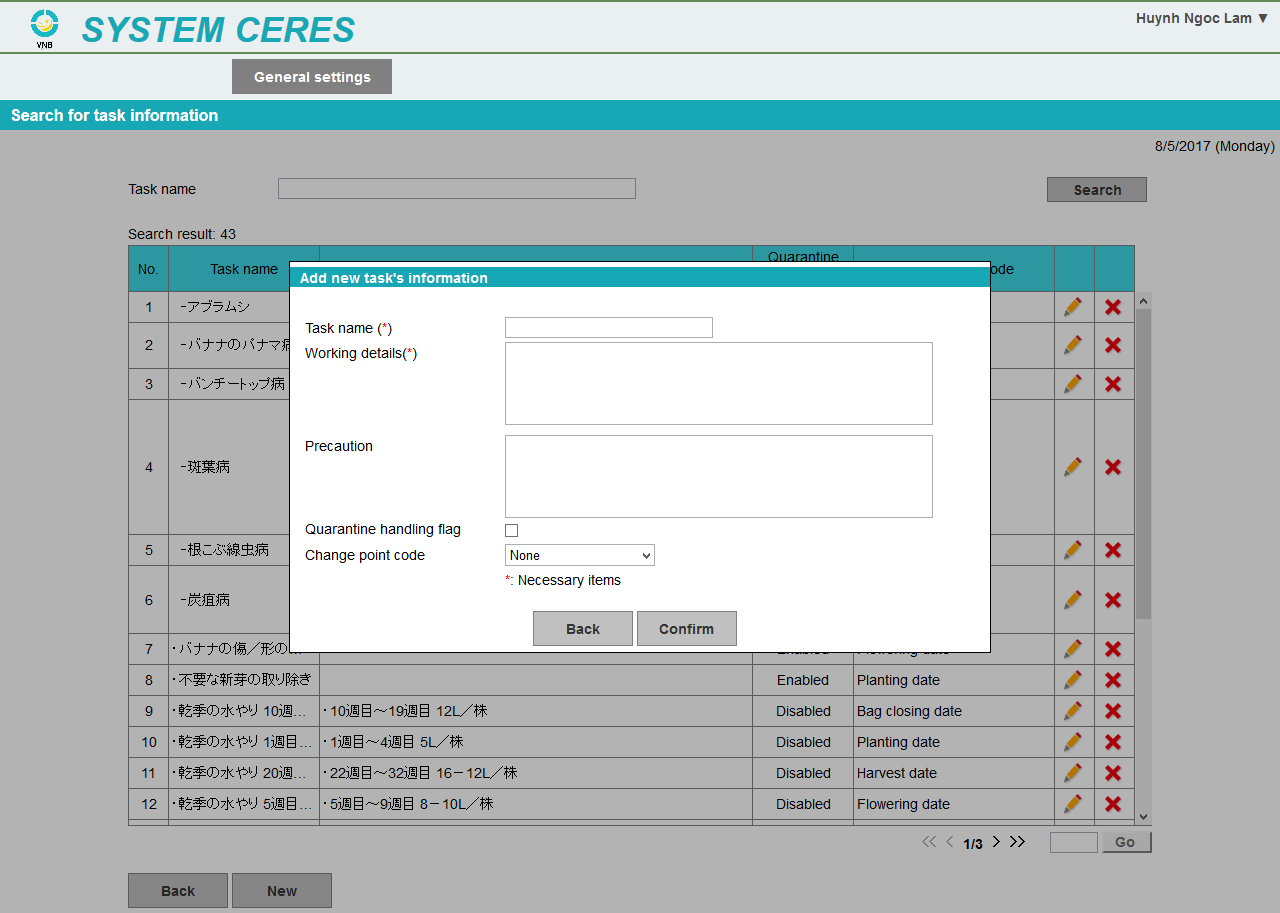 VNB
SYSTEM CERES
Huynh Ngoc Lam ▼
General settings
Search for task information
8/5/2017 (Monday)
Task name
Search
Search result: 43
No.
Task name
Quarantine
ode
Add new task's information
Task name (*)
Working details(*)
Precaution
Quarantine handling flag
Change point code
None
*: Necessary items
Back
Confirm
1 -アブラムシ
2 -バナナのパナマ病
3 -バンチートップ病
4 -斑葉病
5 -根こぶ線虫病
6 -炭疽病
7 ・バナナの傷／形の… Enabled Flowering date
8 ・不要な新芽の取り除き Enabled Planting date
9 ・乾季の水やり 10週… ・10週目～19週目 12L／株 Disabled Bag closing date
10 ・乾季の水やり 1週目… ・1週目～4週目 5L／株 Disabled Planting date
11 ・乾季の水やり 20週… ・22週目～32週目 16－12L／株 Disabled Harvest date
12 ・乾季の水やり 5週目… ・5週目～9週目 8－10L／株 Disabled Flowering date
1/3
Go
Back
New